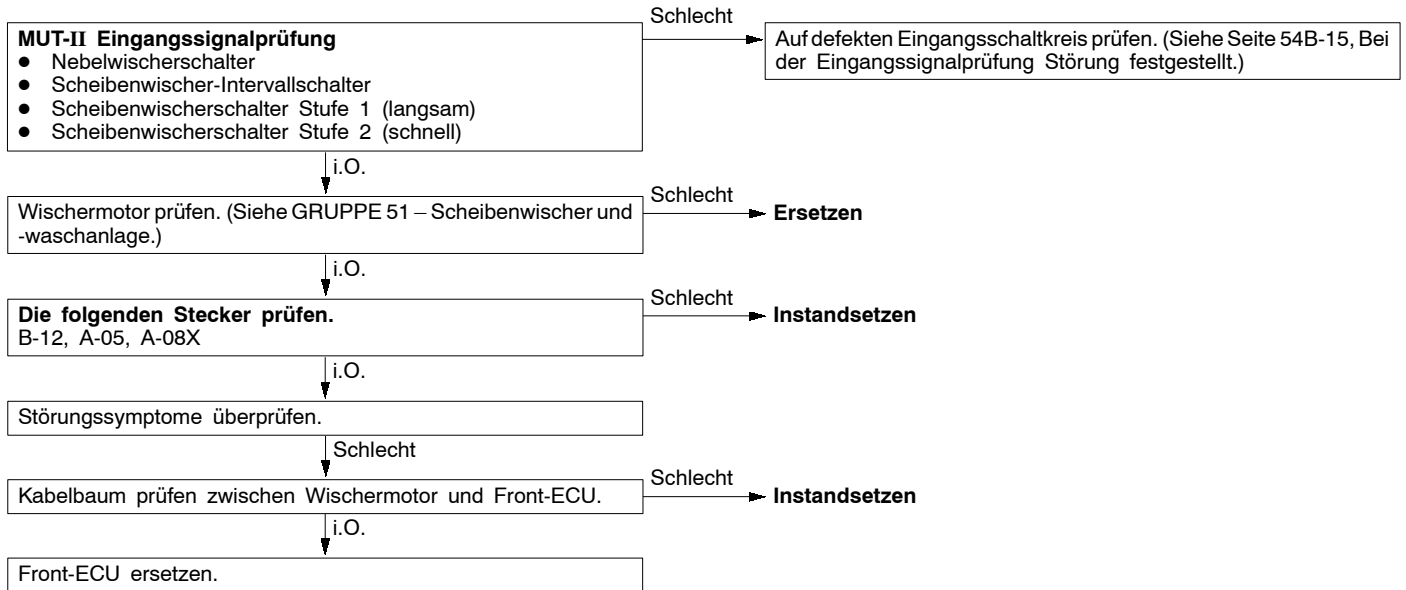 Schlecht
MUT-II Eingangssignalprüfung
● Nebelwischerschalter
● Scheibenwischer-Intervallschalter
● Scheibenwischerschalter Stufe 1 (langsam)
● Scheibenwischerschalter Stufe 2 (schnell)
Auf defekten Eingangsschaltkreis prüfen. (Siehe Seite 54B-15, Bei
der Eingangssignalprüfung Störung festgestellt.)
i.O.
Schlecht
Wischermotor prüfen. (Siehe GRUPPE 51 – Scheibenwischer und
-waschanlage.)
Ersetzen
i.O.
Schlecht
Die folgenden Stecker prüfen.
B-12, A-05, A-08X
Instandsetzen
i.O.
Störungssymptome überprüfen.
Schlecht
Schlecht
Kabelbaum prüfen zwischen Wischermotor und Front-ECU.
Instandsetzen
i.O.
Front-ECU ersetzen.